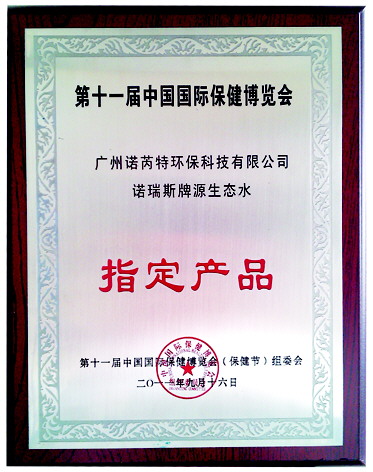 第十一届中国国际保健博览会
广州诺芮特环保科技有限公司
诺瑞斯牌源生态水
指定产品
第十一届中国国际保健博览会(保健节)组委会
二〇一一年九月十六日